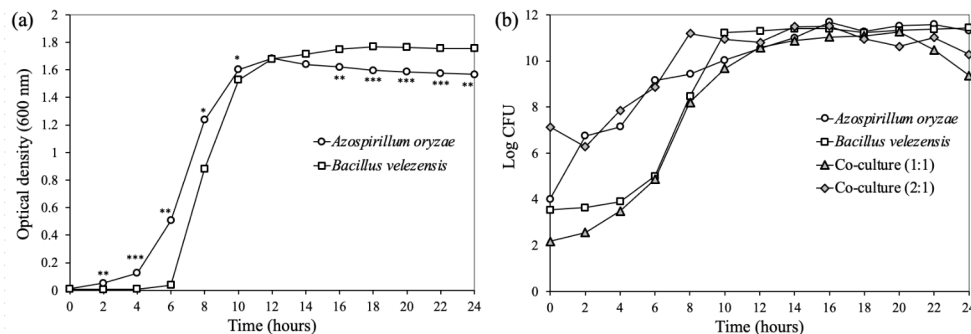 (a)
Optical density (600 nm)
2
1.8
1.6
1.4
1.2
1
0.8
0.6
0.4
0.2
0
**
***
**
*
*
**
***
***
***
**
Azospirillum oryzae
Bacillus velezensis
0 2 4 6 8 10 12 14 16 18 20 22 24
Time (hours)
(b)
Log CFU
12
10
8
6
4
2
0
Azospirillum oryzae
Bacillus velezensis
Co-culture (1:1)
Co-culture (2:1)
0 2 4 6 8 10 12 14 16 18 20 22 24
Time (hours)